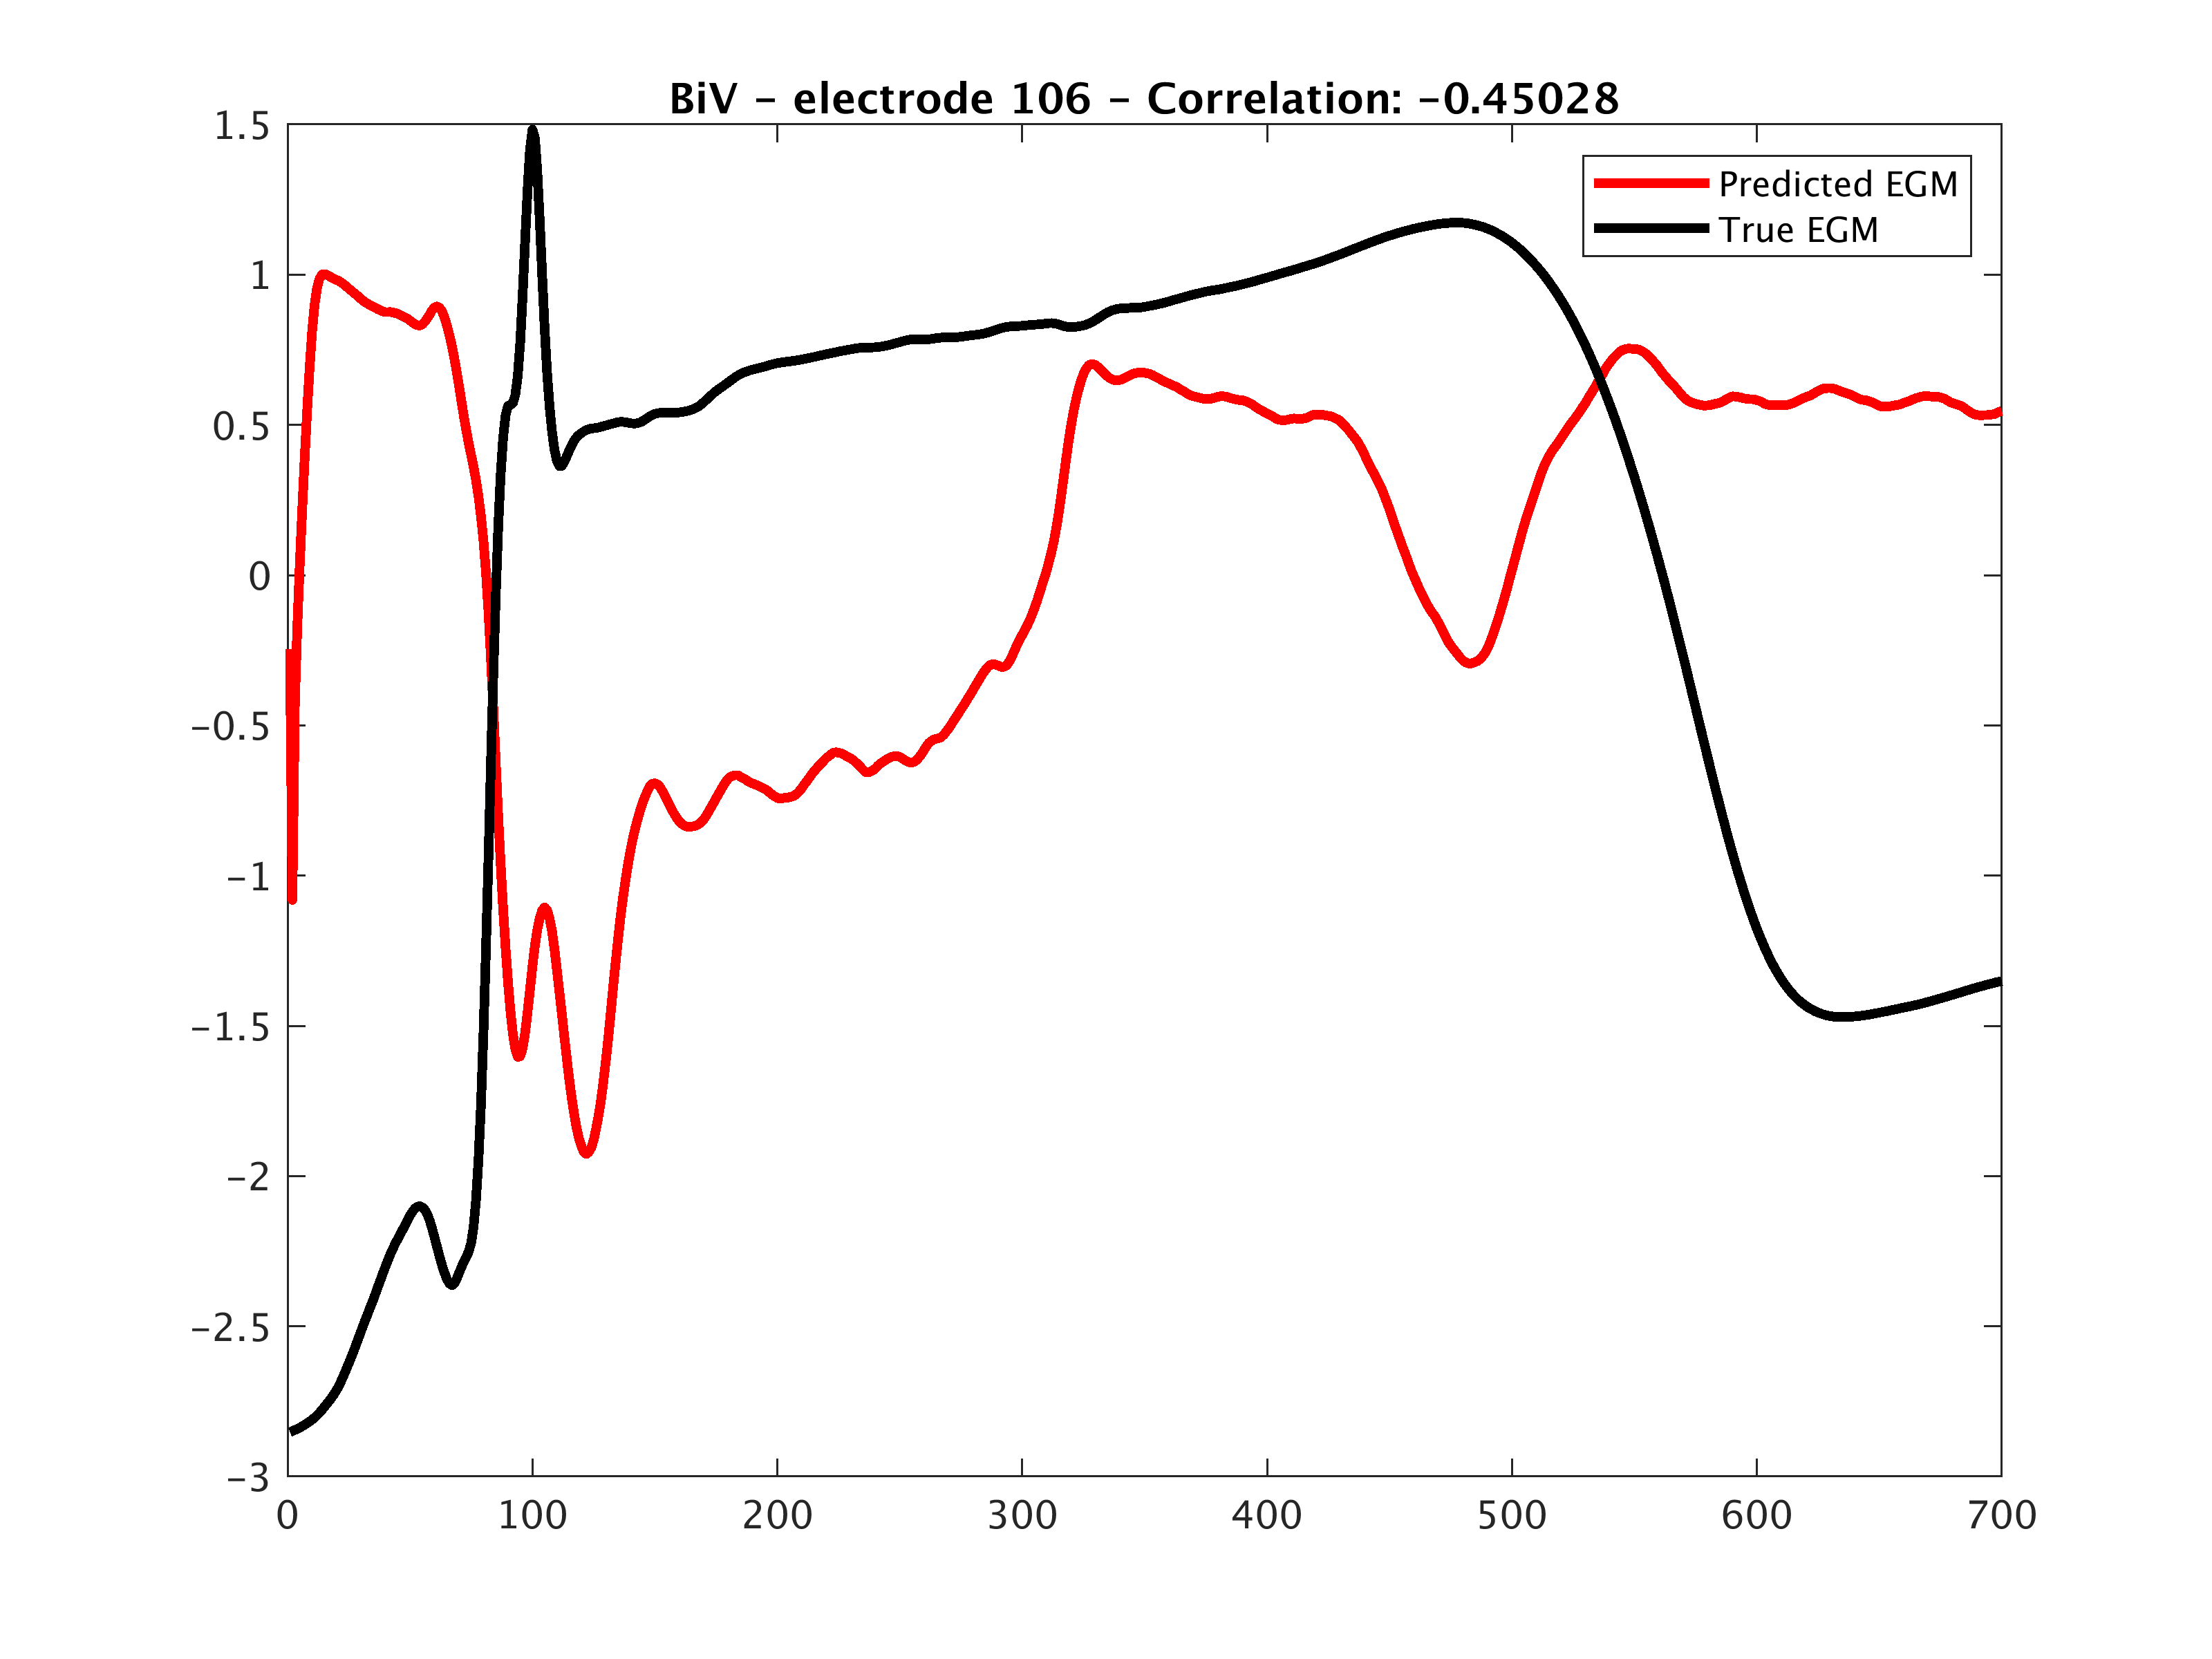 BiV – electrode 106 – Correlation: –0.45028
1.5
1
0.5
0
–0.5
–1
–1.5
–2
–2.5
–3
Predicted EGM
True EGM
0 100 200 300 400 500 600 700